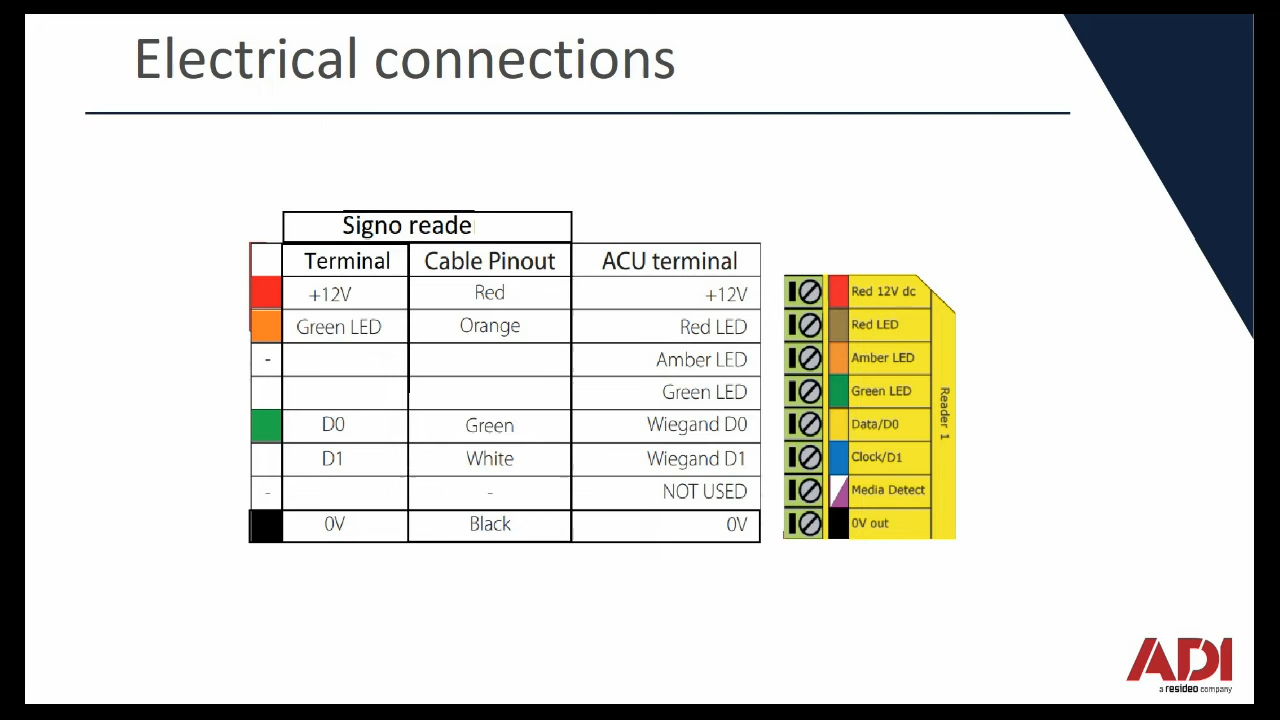 Electrical connections
Signo reade
Terminal Cable Pinout ACU terminal
+12V Red +12V
Green LED Orange Red LED
- Amber LED
Green LED
D0 Green Wiegand D0
D1 White Wiegand D1
- - NOT USED
0V Black 0V
Red 12V dc
Red LED
Amber LED
Green LED
Data/D0
Clock/D1
Media Detect
0V out
Reader 1
ADI
a resideo company